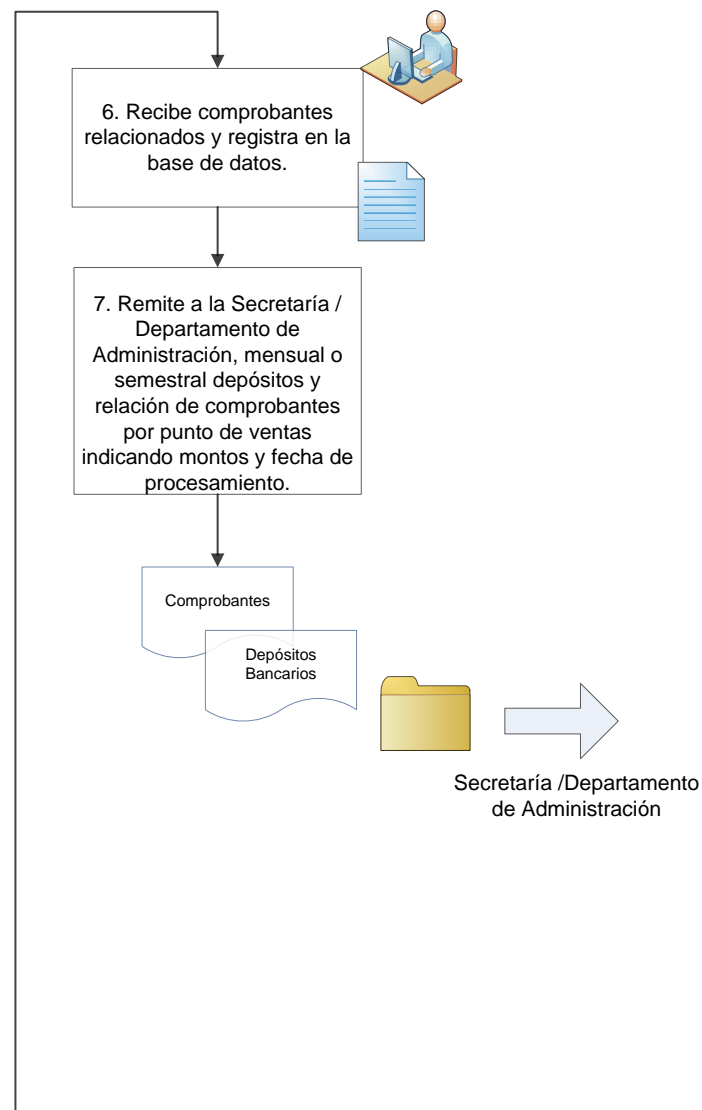 6. Recibe comprobantes
relacionados y registra en la
base de datos.
7. Remite a la Secretaría /
Departamento de
Administración, mensual o
semestral depósitos y
relación de comprobantes
por punto de ventas
indicando montos y fecha de
procesamiento.
Comprobantes
Depósitos
Bancarios
Secretaría /Departamento
de Administración